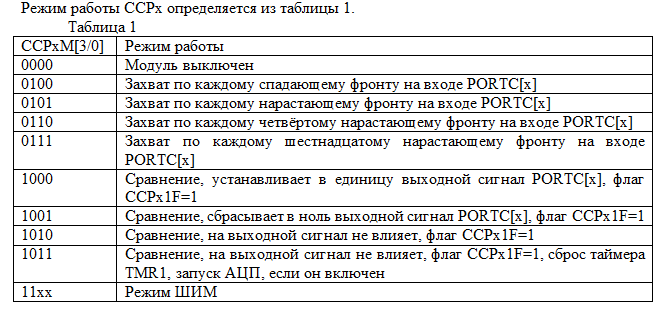 Режим работы CCPx определяется из таблицы 1.
Таблица 1
CCPxM[3/0] Режим работы
0000 Модуль выключен
0100 Захват по каждому спадающему фронту на входе PORTC[x]
0101 Захват по каждому нарастающему фронту на входе PORTC[x]
0110 Захват по каждому четвёртому нарастающему фронту на входе PORTC[x]
0111 Захват по каждому шестнадцатому нарастающему фронту на входе
PORTC[x]
1000 Сравнение, устанавливает в единицу выходной сигнал PORTC[x], флаг
CCPx1F=1
1001 Сравнение, сбрасывает в ноль выходной сигнал PORTC[x], флаг CCPx1F=1
1010 Сравнение, на выходной сигнал не влияет, флаг CCPx1F=1
1011 Сравнение, на выходной сигнал не влияет, флаг CCPx1F=1, сброс таймера
TMR1, запуск АЦП, если он включен
11xx Режим ШИМ